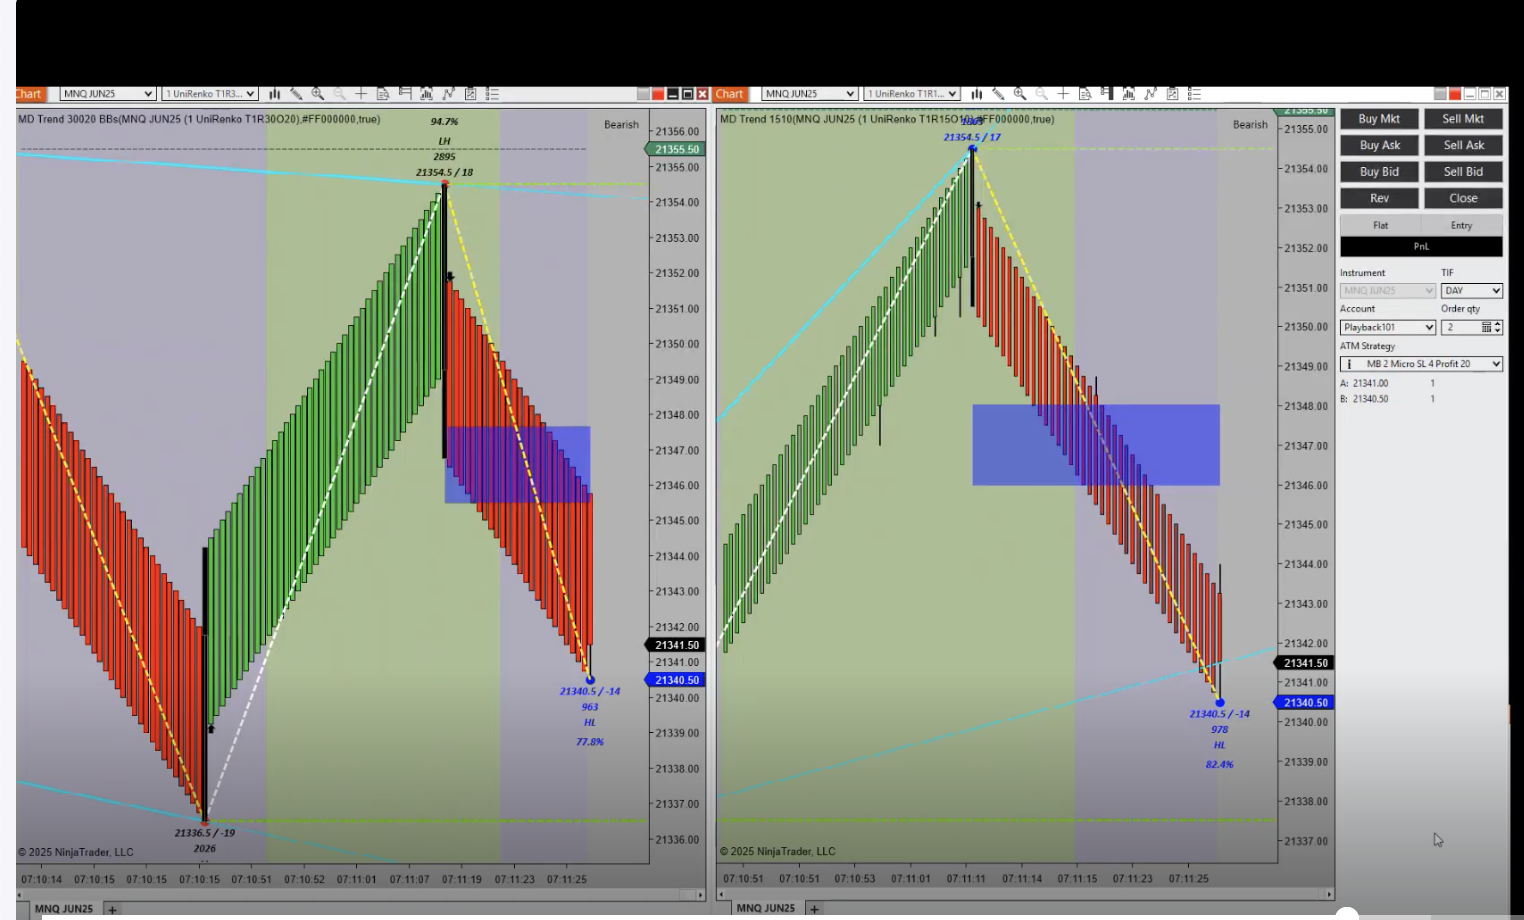 Chart MNQ JUN25 1 UniRenko T1R3...
MD Trend 30020 BBs(MNQ JUN25 (1 UniRenko T1R30O20),#FF000000,true)
Bearish
94.7%
LH
2895
21354.5 / 18
21340.5 / -14
963
HL
77.8%
21336.5 / -19
2026
© 2025 NinjaTrader, LLC
21356.00
21355.50
21355.00
21354.00
21353.00
21352.00
21351.00
21350.00
21349.00
21348.00
21347.00
21346.00
21345.00
21344.00
21343.00
21342.00
21341.50
21341.00
21340.50
21340.00
21339.00
21338.00
21337.00
21336.00
07:10:14 07:10:15 07:10:15 07:10:15 07:10:51 07:10:52 07:11:01 07:11:07 07:11:19 07:11:23 07:11:25
MNQ JUN25 +
Chart MNQ JUN25 1 UniRenko T1R1...
MD Trend 1510(MNQ JUN25 (1 UniRenko T1R15O10),#FF000000,true)
Bearish
21354.5 / 17
21340.5 / -14
978
HL
82.4%
© 2025 NinjaTrader, LLC
21355.50
21355.00
21354.00
21353.00
21352.00
21351.00
21350.00
21349.00
21348.00
21347.00
21346.00
21345.00
21344.00
21343.00
21342.00
21341.50
21341.00
21340.50
21340.00
21339.00
21338.00
21337.00
07:10:51 07:10:51 07:10:53 07:11:01 07:11:11 07:11:14 07:11:15 07:11:23 07:11:25
MNQ JUN25 +
Buy Mkt Sell Mkt
Buy Ask Sell Ask
Buy Bid Sell Bid
Rev Close
Flat Entry
PnL
Instrument TIF
MNQ JUN25 DAY
Account Order qty
Playback101 2
ATM Strategy
i MB 2 Micro SL 4 Profit 20
A: 21341.00 1
B: 21340.50 1